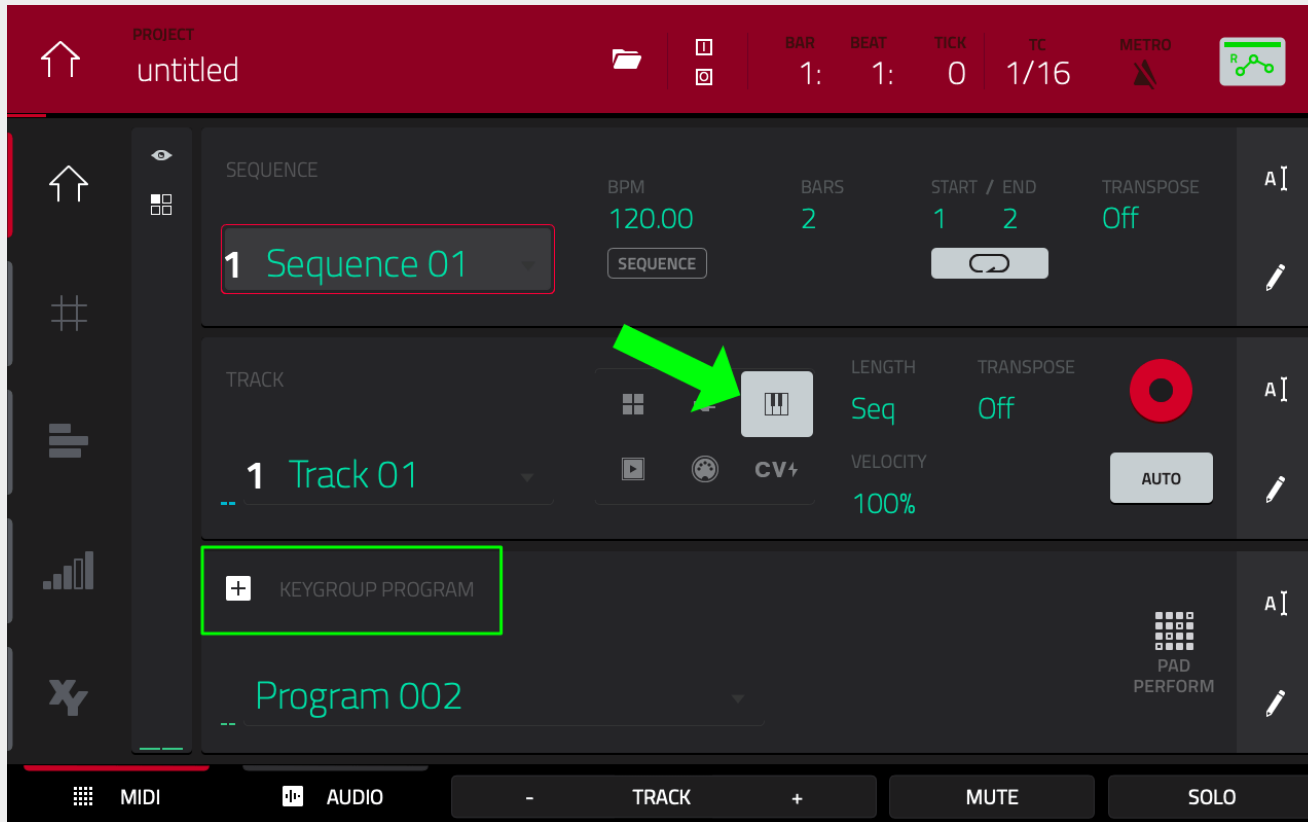 PROJECT
untitled
BAR BEAT TICK TC METRO
1: 1: 0 1/16
R
SEQUENCE
1 Sequence 01
BPM BARS START / END TRANSPOSE
120.00 2 1 2 Off
SEQUENCE
A
TRACK
1 Track 01
CV
LENGTH TRANSPOSE
Seq Off
VELOCITY
100%
AUTO
A
+ KEYGROUP PROGRAM
Program 002
PAD
PERFORM
A
XY
MIDI AUDIO - TRACK + MUTE SOLO